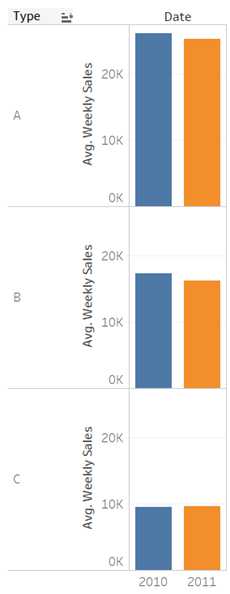 Type Date
A
Avg. Weekly Sales
20K
10K
0K
B
Avg. Weekly Sales
20K
10K
0K
C
Avg. Weekly Sales
20K
10K
0K
2010 2011